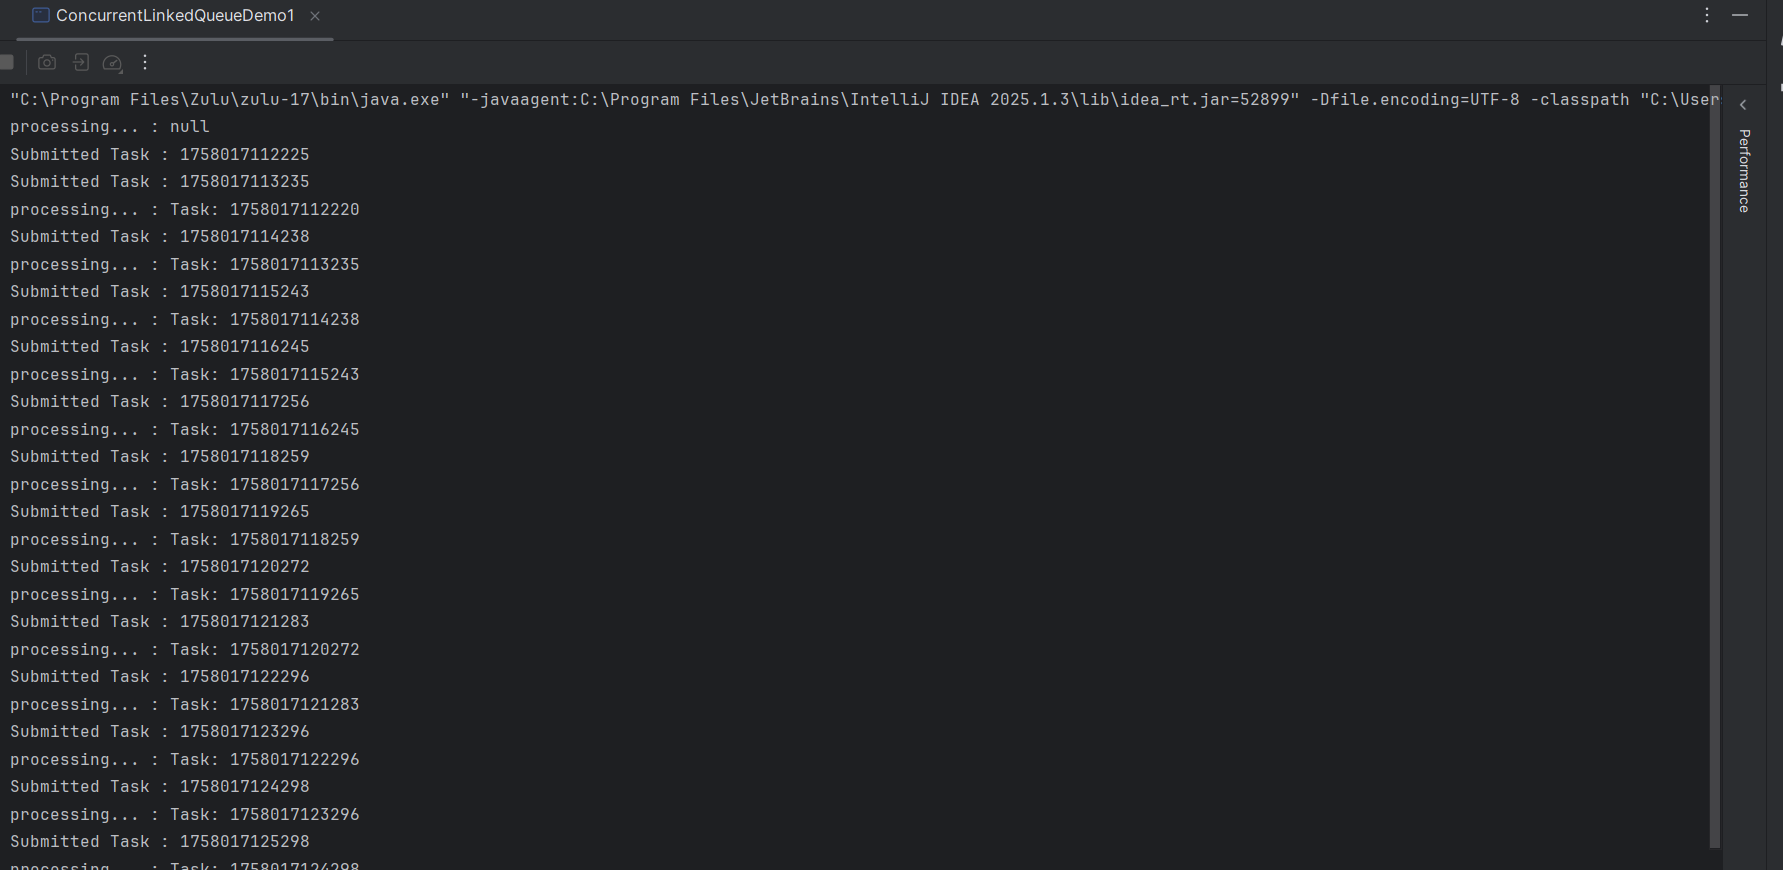 ConcurrentLinkedQueueDemo1
"C:\Program Files\Zulu\zulu-17\bin\java.exe" "-javaagent:C:\Program Files\JetBrains\IntelliJ IDEA 2025.1.3\lib\idea_rt.jar=52899" -Dfile.encoding=UTF-8 -classpath "C:\User
processing... : null
Submitted Task : 1758017112225
Submitted Task : 1758017113235
processing... : Task: 1758017112220
Submitted Task : 1758017114238
processing... : Task: 1758017113235
Submitted Task : 1758017115243
processing... : Task: 1758017114238
Submitted Task : 1758017116245
processing... : Task: 1758017115243
Submitted Task : 1758017117256
processing... : Task: 1758017116245
Submitted Task : 1758017118259
processing... : Task: 1758017117256
Submitted Task : 1758017119265
processing... : Task: 1758017118259
Submitted Task : 1758017120272
processing... : Task: 1758017119265
Submitted Task : 1758017121283
processing... : Task: 1758017120272
Submitted Task : 1758017122296
processing... : Task: 1758017121283
Submitted Task : 1758017123296
processing... : Task: 1758017122296
Submitted Task : 1758017124298
processing... : Task: 1758017123296
Submitted Task : 1758017125298
processing... : Task: 1758017124298
Performance